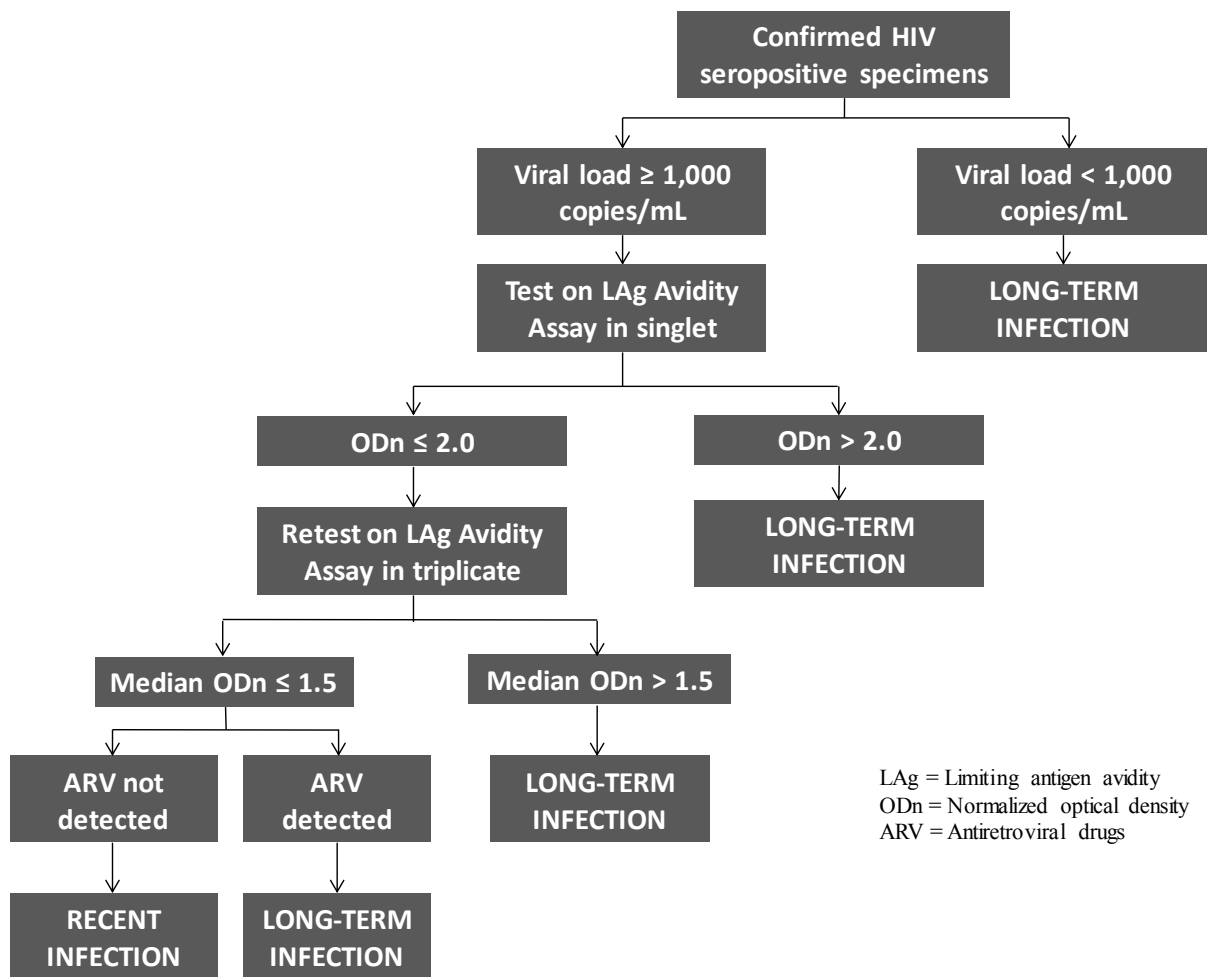 Confirmed HIV
seropositive specimens
Viral load ≥ 1,000
copies/mL
Viral load < 1,000
copies/mL
Test on LAg Avidity
Assay in singlet
LONG-TERM
INFECTION
ODn ≤ 2.0
ODn > 2.0
Retest on LAg Avidity
Assay in triplicate
LONG-TERM
INFECTION
Median ODn ≤ 1.5
Median ODn > 1.5
ARV not
detected
ARV
detected
LONG-TERM
INFECTION
RECENT
INFECTION
LONG-TERM
INFECTION
LAg = Limiting antigen avidity
ODn = Normalized optical density
ARV = Antiretroviral drugs